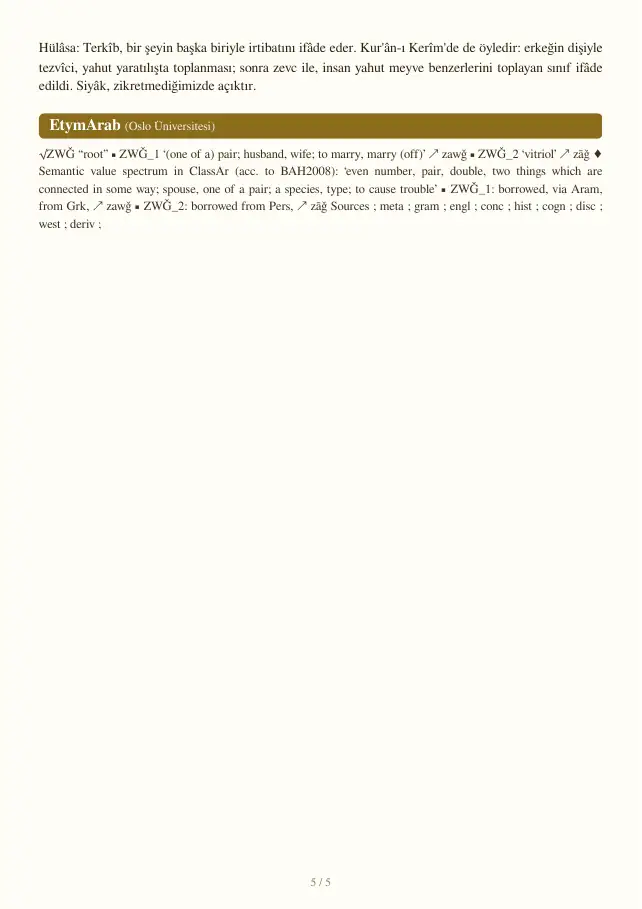 Hülâsa: Terkîb, bir şeyin başka biriyle irtibatını ifâde eder. Kur'ân-ı Kerîm'de de öyledir: erkeğin dişiyle
tezvîci, yahut yaratılışta toplanması; sonra zevc ile, insan yahut meyve benzerlerini toplayan sınıf ifâde
edildi. Siyâk, zikretmediğimizde açıktır.
EtymArab (Oslo Üniversitesi)
√ZWǦ “root” ▪ ZWǦ_1 ‘(one of a) pair; husband, wife; to marry, marry (off)’ ↗ zawǧ ▪ ZWǦ_2 ‘vitriol’ ↗ zāǧ ♦
Semantic value spectrum in ClassAr (acc. to BAH2008): ‘even number, pair, double, two things which are
connected in some way; spouse, one of a pair; a species, type; to cause trouble’ ▪ ZWǦ_1: borrowed, via Aram,
from Grk, ↗ zawǧ ▪ ZWǦ_2: borrowed from Pers, ↗ zāǧ Sources ; meta ; gram ; engl ; conc ; hist ; cogn ; disc ;
west ; deriv ;
5 / 5